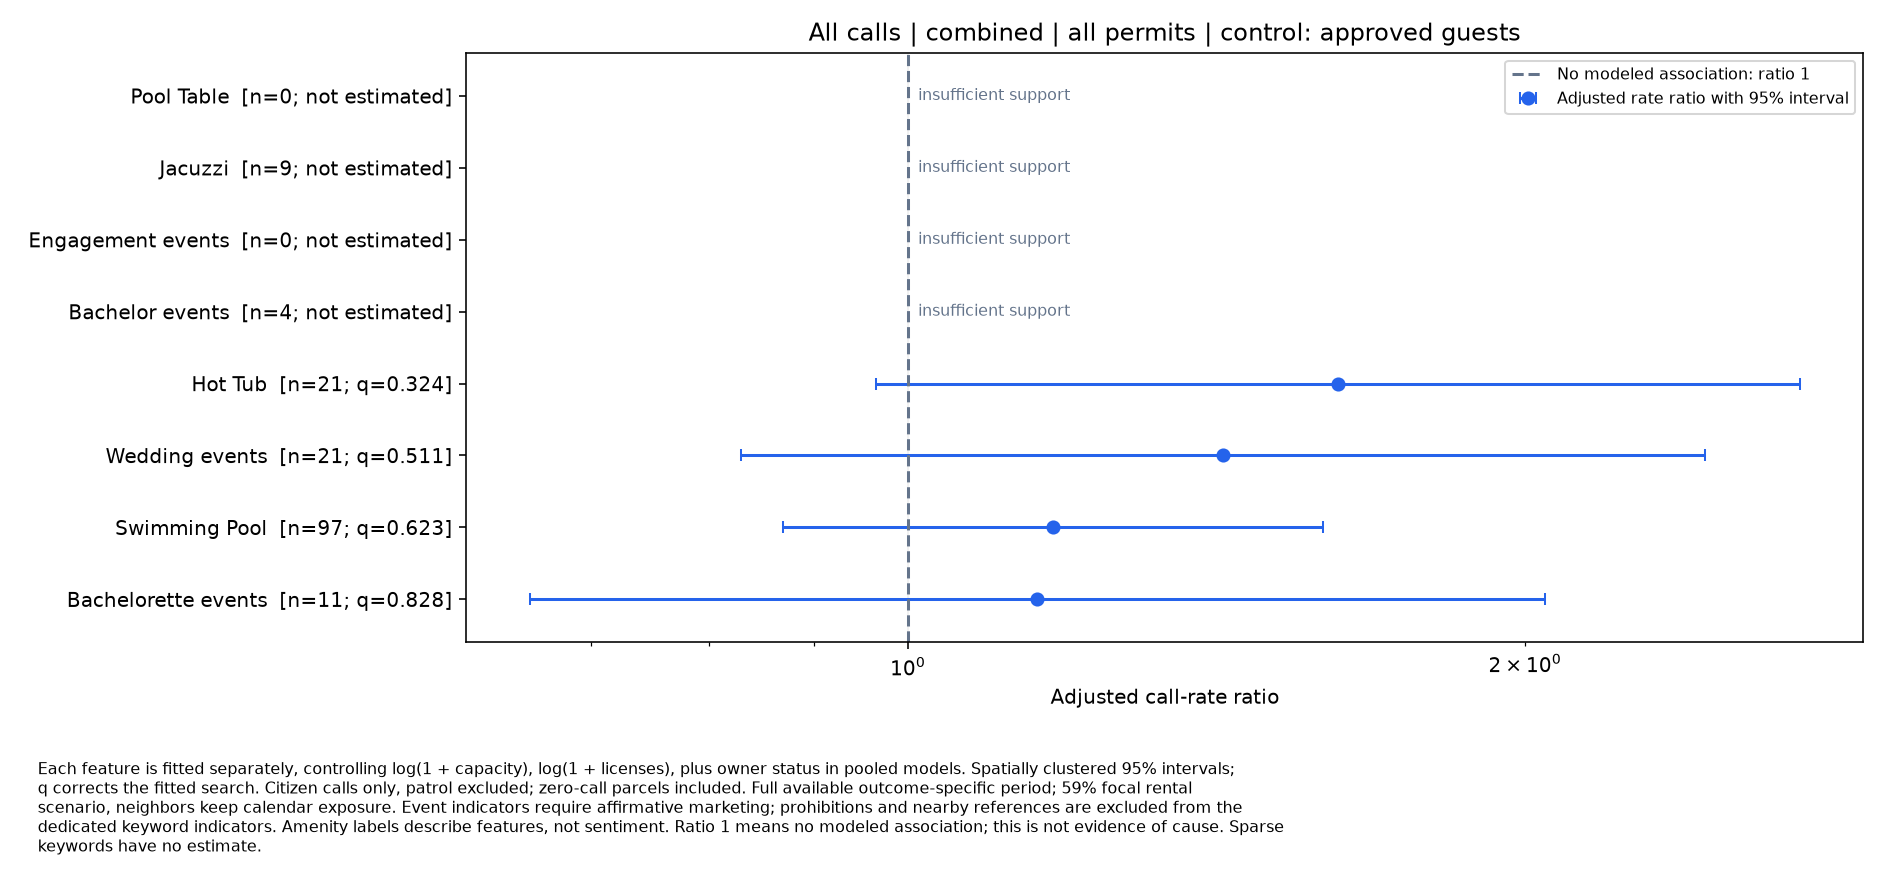 All calls | combined | all permits | control: approved guests
No modeled association: ratio 1
Adjusted rate ratio with 95% interval
Pool Table [n=0; not estimated]
insufficient support
Jacuzzi [n=9; not estimated]
insufficient support
Engagement events [n=0; not estimated]
insufficient support
Bachelor events [n=4; not estimated]
insufficient support
Hot Tub [n=21; q=0.324]
Wedding events [n=21; q=0.511]
Swimming Pool [n=97; q=0.623]
Bachelorette events [n=11; q=0.828]
10⁰
2 × 10⁰
Adjusted call-rate ratio
Each feature is fitted separately, controlling log(1 + capacity), log(1 + licenses), plus owner status in pooled models. Spatially clustered 95% intervals;
q corrects the fitted search. Citizen calls only, patrol excluded; zero-call parcels included. Full available outcome-specific period; 59% focal rental
scenario, neighbors keep calendar exposure. Event indicators require affirmative marketing; prohibitions and nearby references are excluded from the
dedicated keyword indicators. Amenity labels describe features, not sentiment. Ratio 1 means no modeled association; this is not evidence of cause. Sparse
keywords have no estimate.